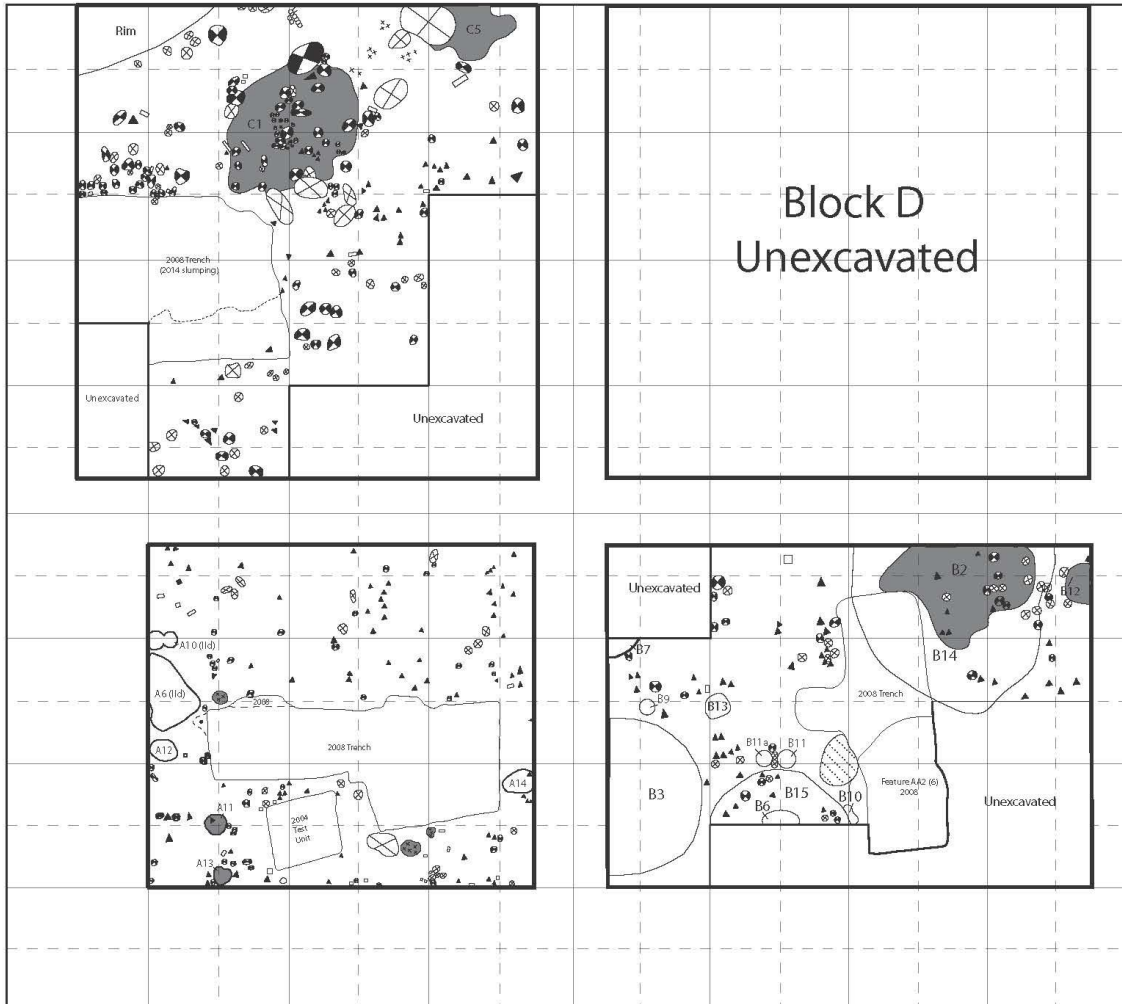 Rim
C5
C1
2008 Trench
(2014 slumping)
Unexcavated
Unexcavated
Block D
Unexcavated
A10 (IId)
A6 (IId)
2008
A12
2008 Trench
A14
A11
2004
Test
Unit
A13
Unexcavated
B2
B12
B7
B14
B9
B13
2008 Trench
B11a
B11
B3
B15
B10
B6
Feature AA2 (6)
2008
Unexcavated